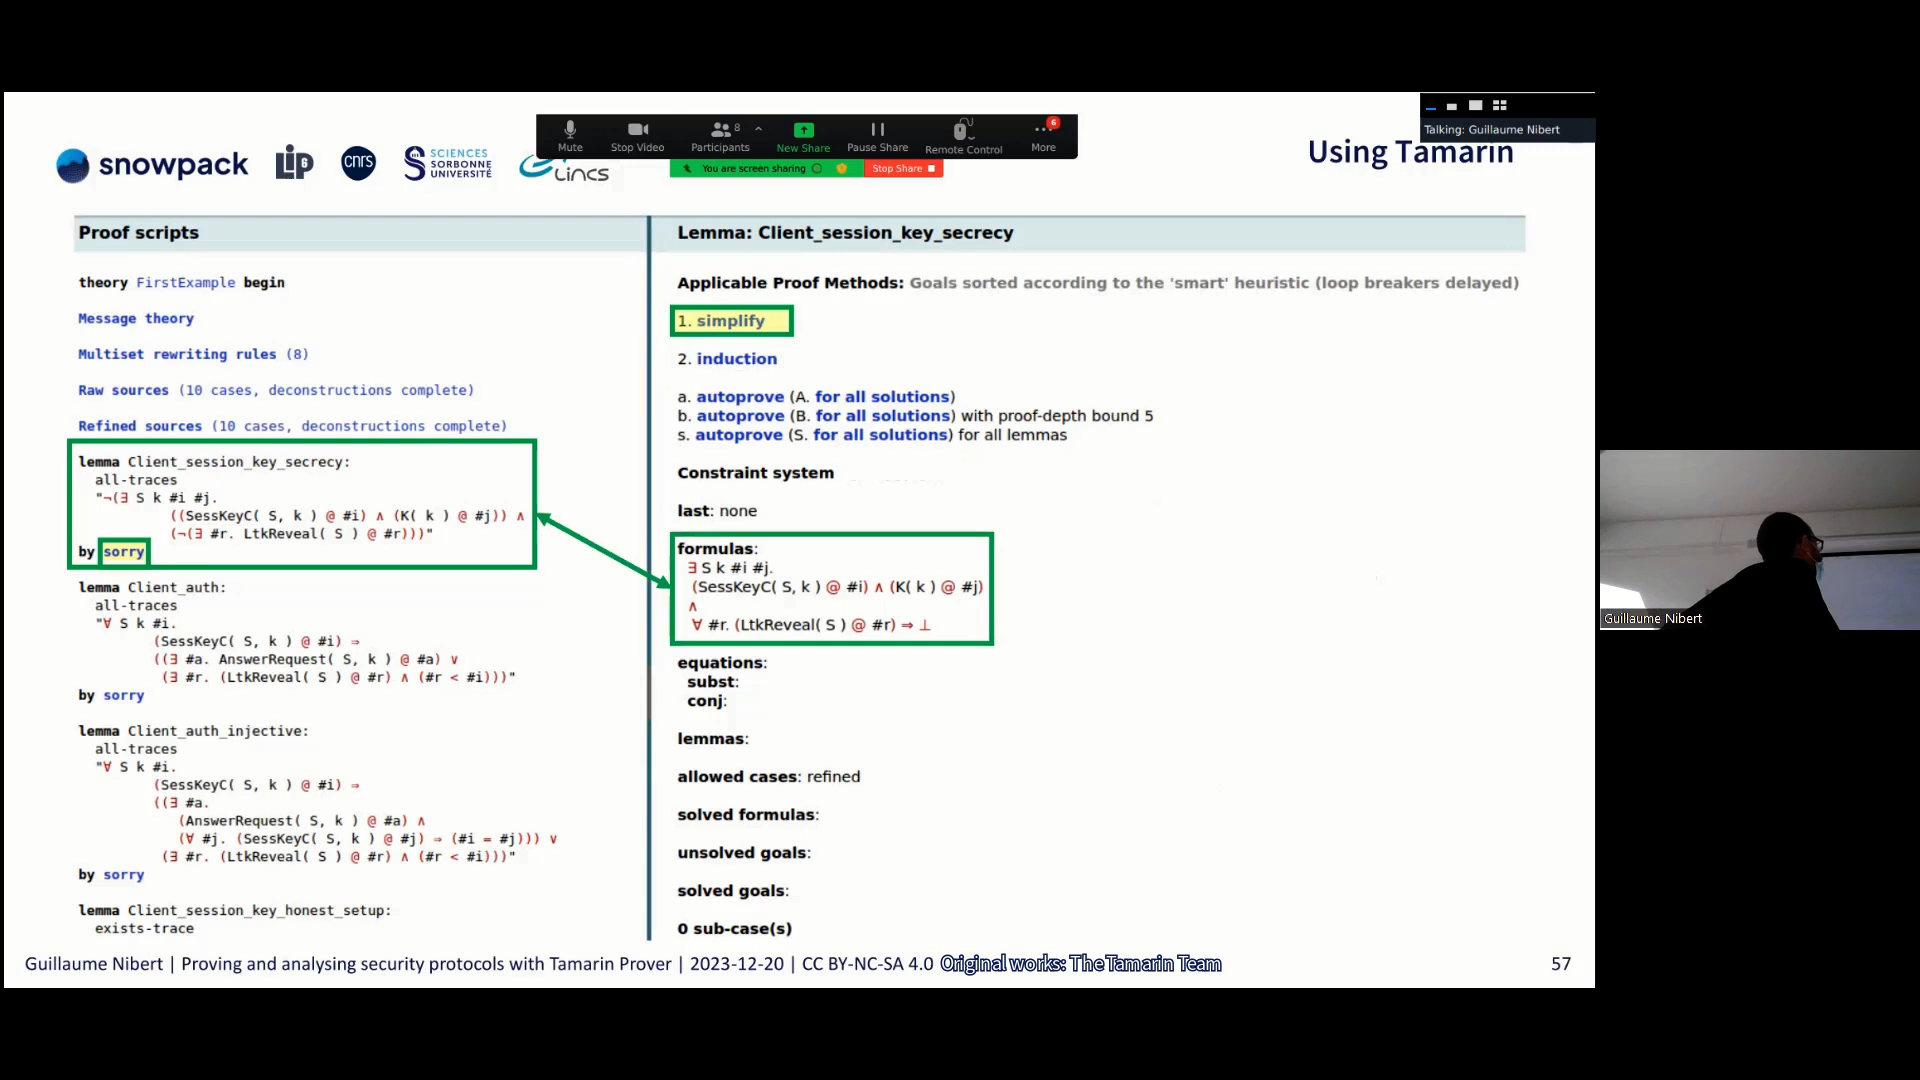 Mute
Stop Video
Participants
8
New Share
Pause Share
Remote Control
More
6
You are screen sharing
Stop Share
Talking: Guillaume Nibert
snowpack
LIP6
cnrs
SCIENCES
SORBONNE
UNIVERSITÉ
LINCS
Using Tamarin
Proof scripts
theory FirstExample begin
Message theory
Multiset rewriting rules (8)
Raw sources (10 cases, deconstructions complete)
Refined sources (10 cases, deconstructions complete)
lemma Client_session_key_secrecy:
all-traces
"¬(∃ S k #i #j.
((SessKeyC( S, k ) @ #i) ∧ (K( k ) @ #j)) ∧
(¬(∃ #r. LtkReveal( S ) @ #r)))"
by sorry
lemma Client_auth:
all-traces
"∀ S k #i.
(SessKeyC( S, k ) @ #i) ⇒
((∃ #a. AnswerRequest( S, k ) @ #a) ∨
(∃ #r. (LtkReveal( S ) @ #r) ∧ (#r < #i)))"
by sorry
lemma Client_auth_injective:
all-traces
"∀ S k #i.
(SessKeyC( S, k ) @ #i) ⇒
((∃ #a.
(AnswerRequest( S, k ) @ #a) ∧
(∀ #j. (SessKeyC( S, k ) @ #j) ⇒ (#i = #j))) ∨
(∃ #r. (LtkReveal( S ) @ #r) ∧ (#r < #i)))"
by sorry
lemma Client_session_key_honest_setup:
exists-trace
Lemma: Client_session_key_secrecy
Applicable Proof Methods: Goals sorted according to the 'smart' heuristic (loop breakers delayed)
1. simplify
2. induction
a. autoprove (A. for all solutions)
b. autoprove (B. for all solutions) with proof-depth bound 5
s. autoprove (S. for all solutions) for all lemmas
Constraint system
last: none
formulas:
∃ S k #i #j.
(SessKeyC( S, k ) @ #i) ∧ (K( k ) @ #j)
∧
∀ #r. (LtkReveal( S ) @ #r) ⇒ ⊥
equations:
subst:
conj:
lemmas:
allowed cases: refined
solved formulas:
unsolved goals:
solved goals:
0 sub-case(s)
Guillaume Nibert
Guillaume Nibert | Proving and analysing security protocols with Tamarin Prover | 2023-12-20 | CC BY-NC-SA 4.0 Original works: The Tamarin Team
57